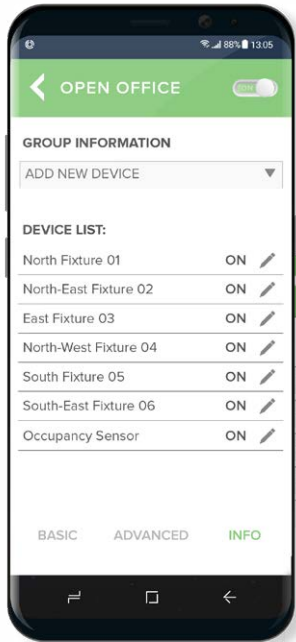 88% 13:05
OPEN OFFICE ON
GROUP INFORMATION
ADD NEW DEVICE
DEVICE LIST:
North Fixture 01 ON
North-East Fixture 02 ON
East Fixture 03 ON
North-West Fixture 04 ON
South Fixture 05 ON
South-East Fixture 06 ON
Occupancy Sensor ON
BASIC ADVANCED INFO